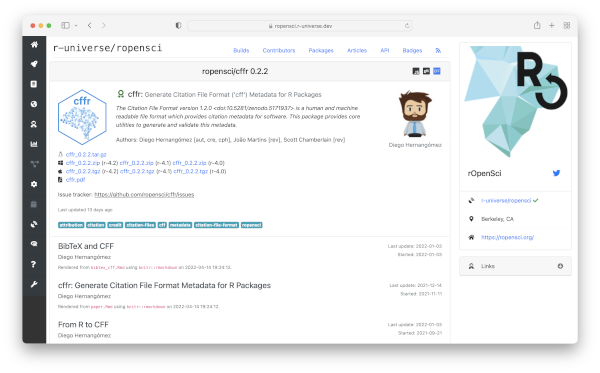 ropensci.r-universe.dev
r-universe/ropensci
Builds Contributors Packages Articles API Badges
ropensci/cffr 0.2.2
cffr
cffr: Generate Citation File Format ('cff') Metadata for R Packages
The Citation File Format version 1.2.0 <doi:10.5281/zenodo.5171937> is a human and machine
readable file format which provides citation metadata for software. This package provides core
utilities to generate and validate this metadata.
Authors: Diego Hernangómez [aut, cre, cph], João Martins [rev], Scott Chamberlain [rev]
Diego Hernangómez
cffr_0.2.2.tar.gz
cffr_0.2.2.zip (r-4.2) cffr_0.2.2.zip (r-4.1) cffr_0.2.2.zip (r-4.0)
cffr_0.2.2.tgz (r-4.2) cffr_0.2.2.tgz (r-4.1) cffr_0.2.2.tgz (r-4.0)
cffr.pdf
Issue tracker: https://github.com/ropensci/cffr/issues
Last updated 13 days ago
attribution citation credit citation-files cff metadata citation-file-format ropensci
BibTeX and CFF
Diego Hernangómez
Rendered from bibtex_cff.Rmd using knitr::rmarkdown on 2022-04-14 19:24:12.
Last update: 2022-01-03
Started: 2022-01-03
cffr: Generate Citation File Format Metadata for R Packages
Diego Hernangómez
Rendered from paper.Rmd using knitr::rmarkdown on 2022-04-14 19:24:12.
Last update: 2021-12-14
Started: 2021-11-11
From R to CFF
Diego Hernangómez
Last update: 2022-01-03
Started: 2021-09-21
R
rOpenSci
r-universe/ropensci
Berkeley, CA
https://ropensci.org/
Links